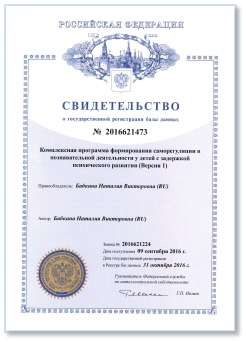 РОССИЙСКАЯ ФЕДЕРАЦИЯ
СВИДЕТЕЛЬСТВО
о государственной регистрации базы данных
№ 2016621473
Комплексная программа формирования саморегуляции в
познавательной деятельности у детей с задержкой
психического развития (Версия 1)
Правообладатель: Бабкина Наталия Викторовна (RU)
Автор: Бабкина Наталия Викторовна (RU)
Заявка № 2016621224
Дата поступления 09 сентября 2016 г.
Дата государственной регистрации
в Реестре баз данных 31 октября 2016 г.
Руководитель Федеральной службы
по интеллектуальной собственности
Г.П. Ивлиев